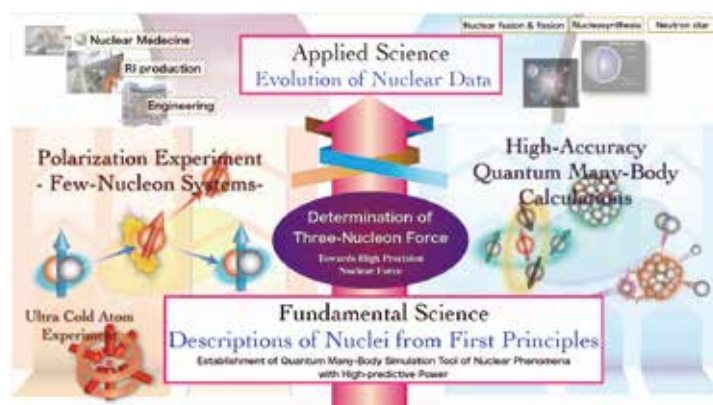 Nuclear Medecine
RI production
Engineering
Applied Science
Evolution of Nuclear Data
Nuclear fusion & fission
Nucleosynthesis
Neutron star
Polarization Experiment
- Few-Nucleon Systems-
High-Accuracy
Quantum Many-Body
Calculations
Determination of
Three-Nucleon Force
Towards High Precision
Nuclear Force
Ultra Cold Atom
Experiment
Fundamental Science
Descriptions of Nuclei from First Principles
Establishment of Quantum Many-Body Simulation Tool of Nuclear Phenomena
with High-predictive Power